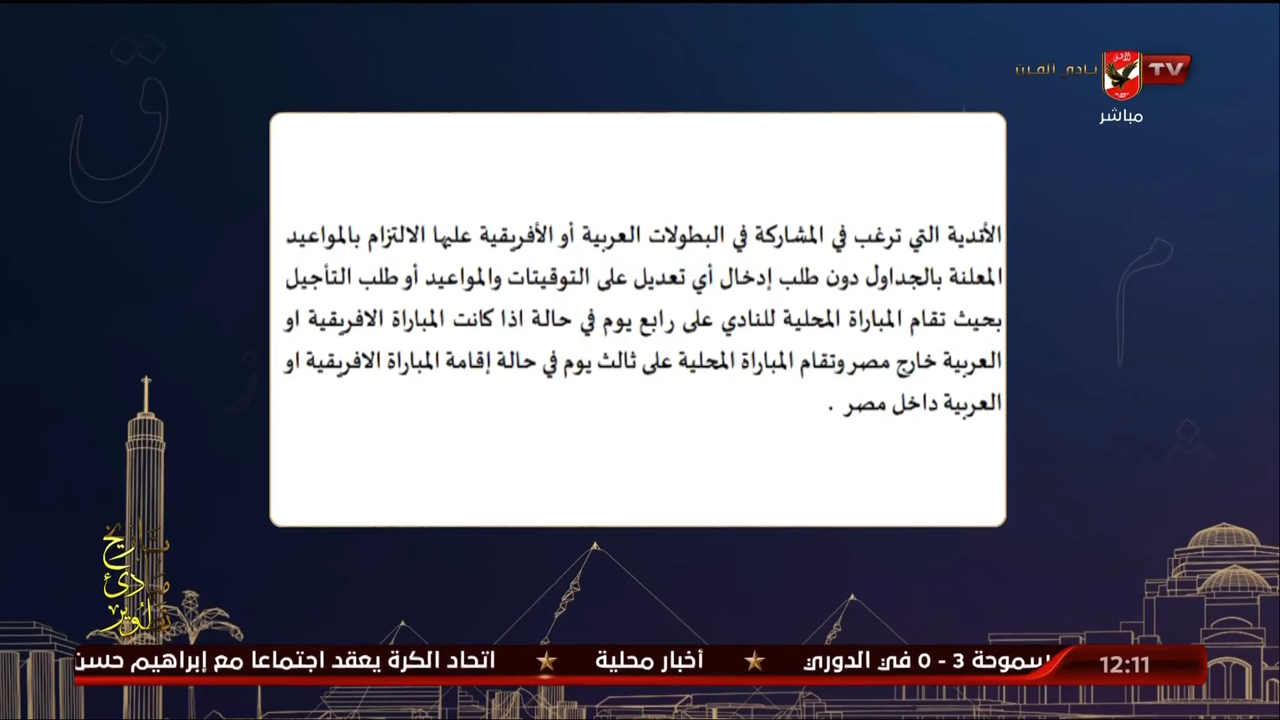 نادي القرن
TV
مباشر
الأندية التي ترغب في المشاركة في البطولات العربية أو الأفريقية عليها الالتزام بالمواعيد
المعلنة بالجداول دون طلب إدخال أي تعديل على التوقيتات والمواعيد أو طلب التأجيل
بحيث تقام المباراة المحلية للنادي على رابع يوم في حالة اذا كانت المباراة الافريقية او
العربية خارج مصر وتقام المباراة المحلية على ثالث يوم في حالة إقامة المباراة الافريقية او
العربية داخل مصر .
12:11
سموحة 3 - 0 في الدوري ★ أخبار محلية ★ اتحاد الكرة يعقد اجتماعا مع إبراهيم حسن